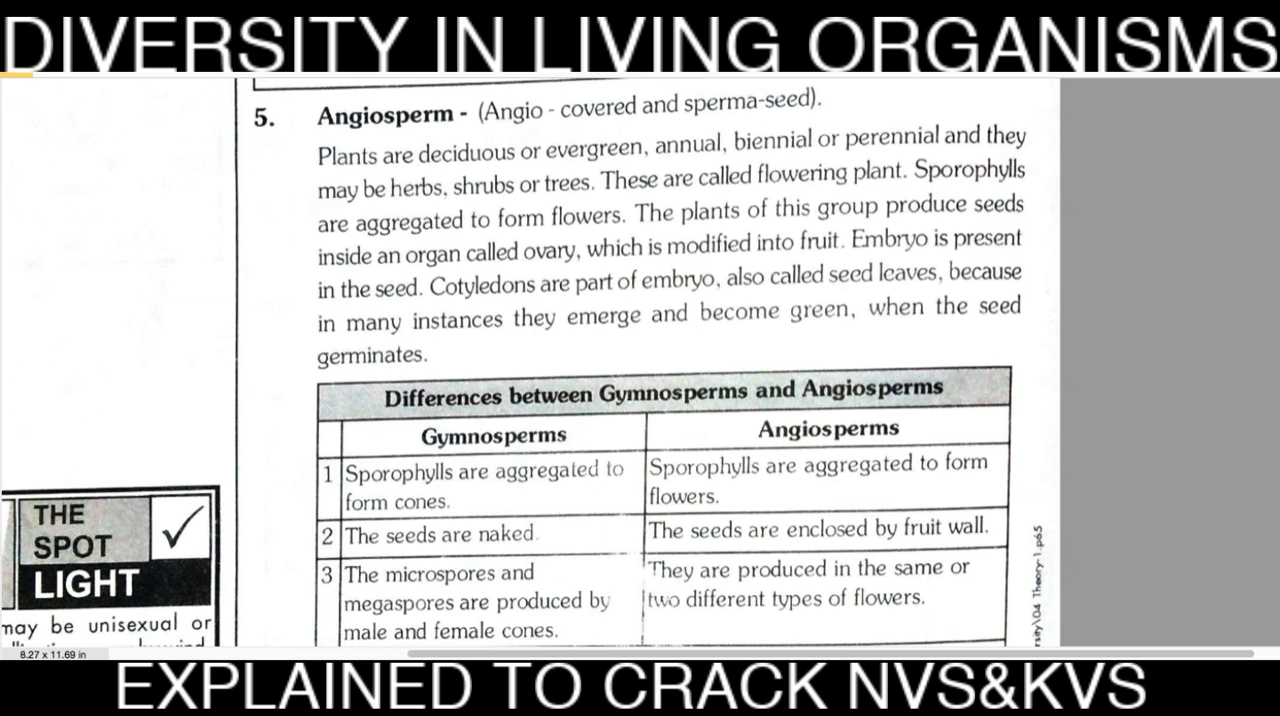 DIVERSITY IN LIVING ORGANISMS
5. Angiosperm - (Angio - covered and sperma-seed).
Plants are deciduous or evergreen, annual, biennial or perennial and they
may be herbs, shrubs or trees. These are called flowering plant. Sporophylls
are aggregated to form flowers. The plants of this group produce seeds
inside an organ called ovary, which is modified into fruit. Embryo is present
in the seed. Cotyledons are part of embryo, also called seed leaves, because
in many instances they emerge and become green, when the seed
germinates.
Differences between Gymnosperms and Angiosperms
Gymnosperms
Angiosperms
1 Sporophylls are aggregated to
form cones.
Sporophylls are aggregated to form
flowers.
2 The seeds are naked.
The seeds are enclosed by fruit wall.
3 The microspores and
megaspores are produced by
male and female cones.
They are produced in the same or
two different types of flowers.
THE
SPOT
LIGHT
may be unisexual or
Theory-1.p65
8.27 x 11.69 in
EXPLAINED TO CRACK NVS&KVS